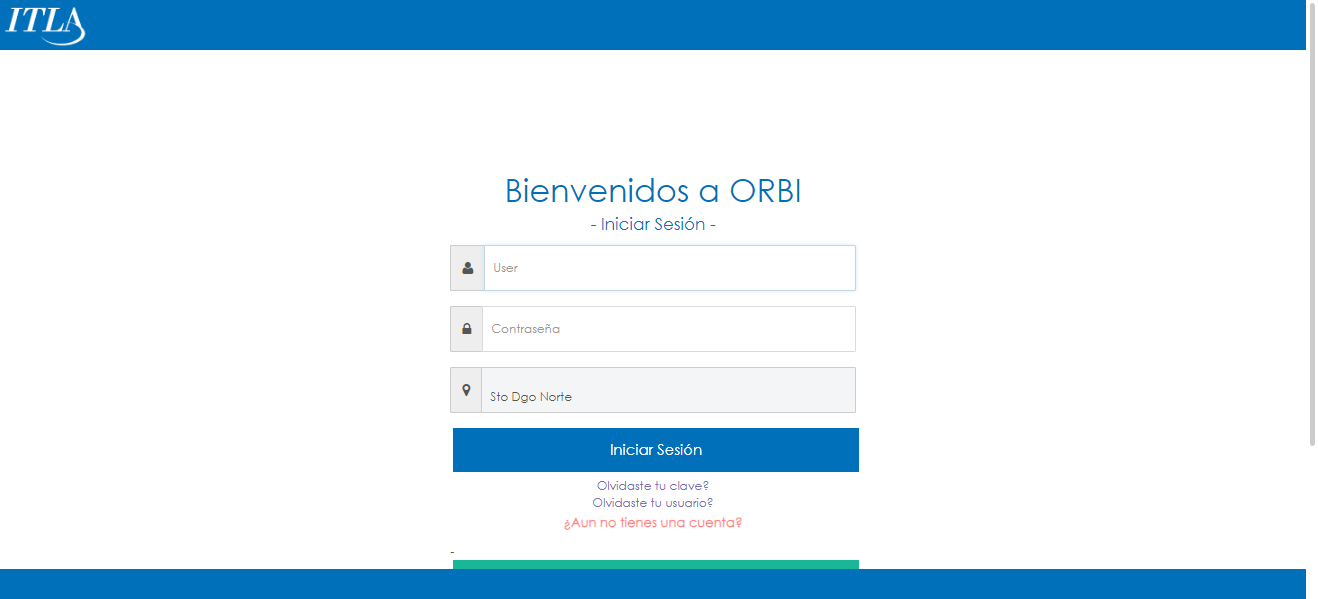 ITLA
Bienvenidos a ORBI
- Iniciar Sesión -
User
Contraseña
Sto Dgo Norte
Iniciar Sesión
Olvidaste tu clave?
Olvidaste tu usuario?
¿Aun no tienes una cuenta?
-